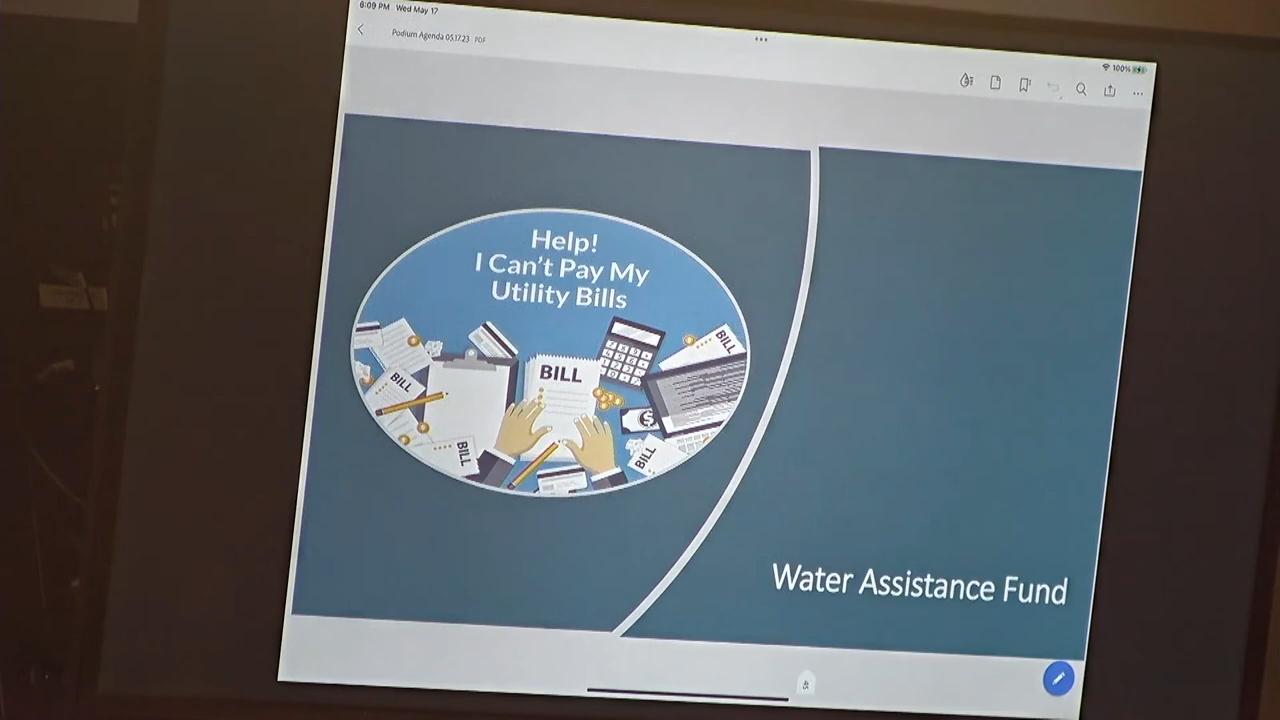 6:09 PM Wed May 17
100%
Podium Agenda 05.17.23 PDF
Help!
I Can't Pay My
Utility Bills
BILL
BILL
BILL
BILL
BILL
$
Water Assistance Fund
45